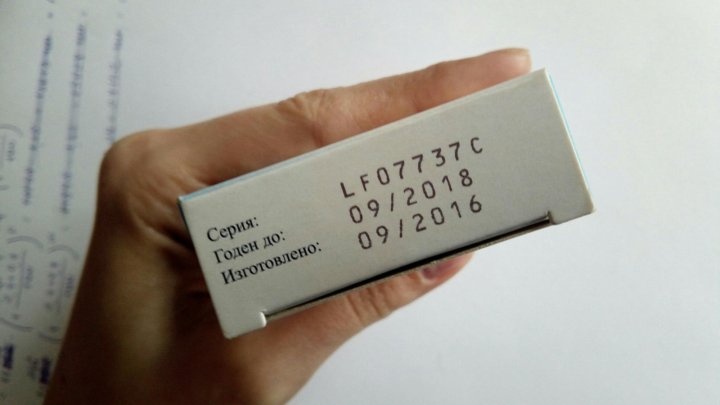 Серия: LF07737C
Годен до: 09/2018
Изготовлено: 09/2016